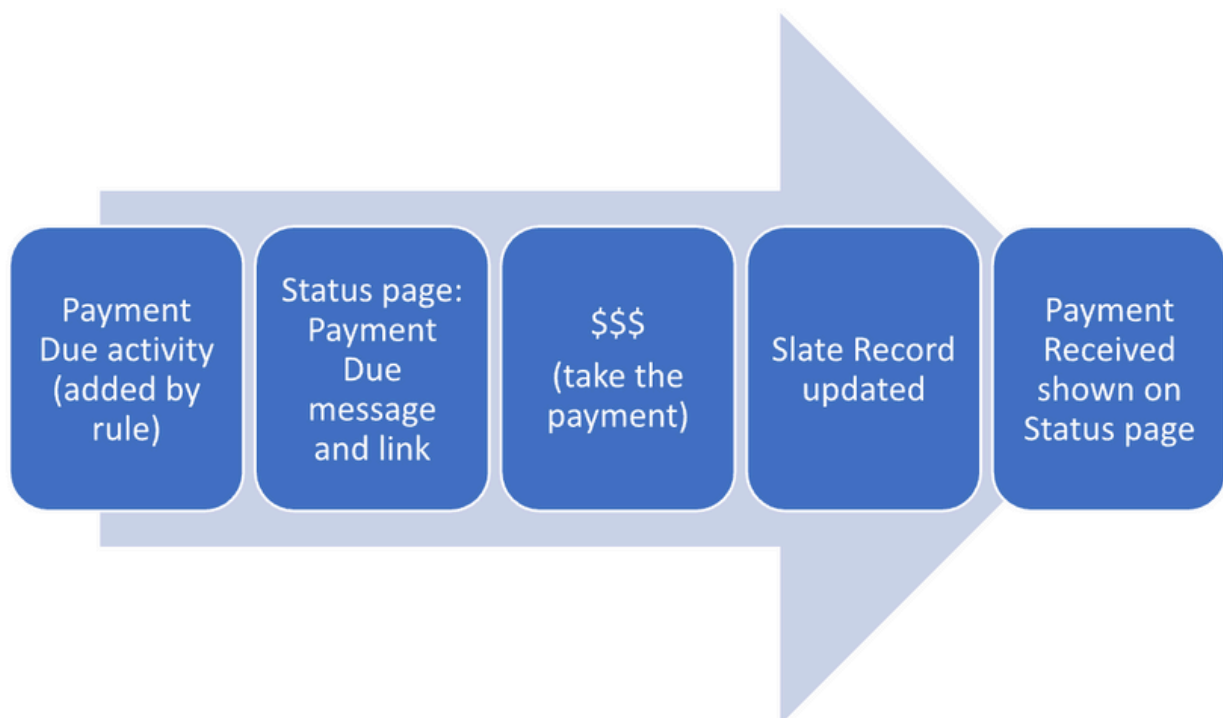 Payment
Due activity
(added by
rule)
Status page:
Payment
Due
message
and link
$$$
(take the
payment)
Slate Record
updated
Payment
Received
shown on
Status page